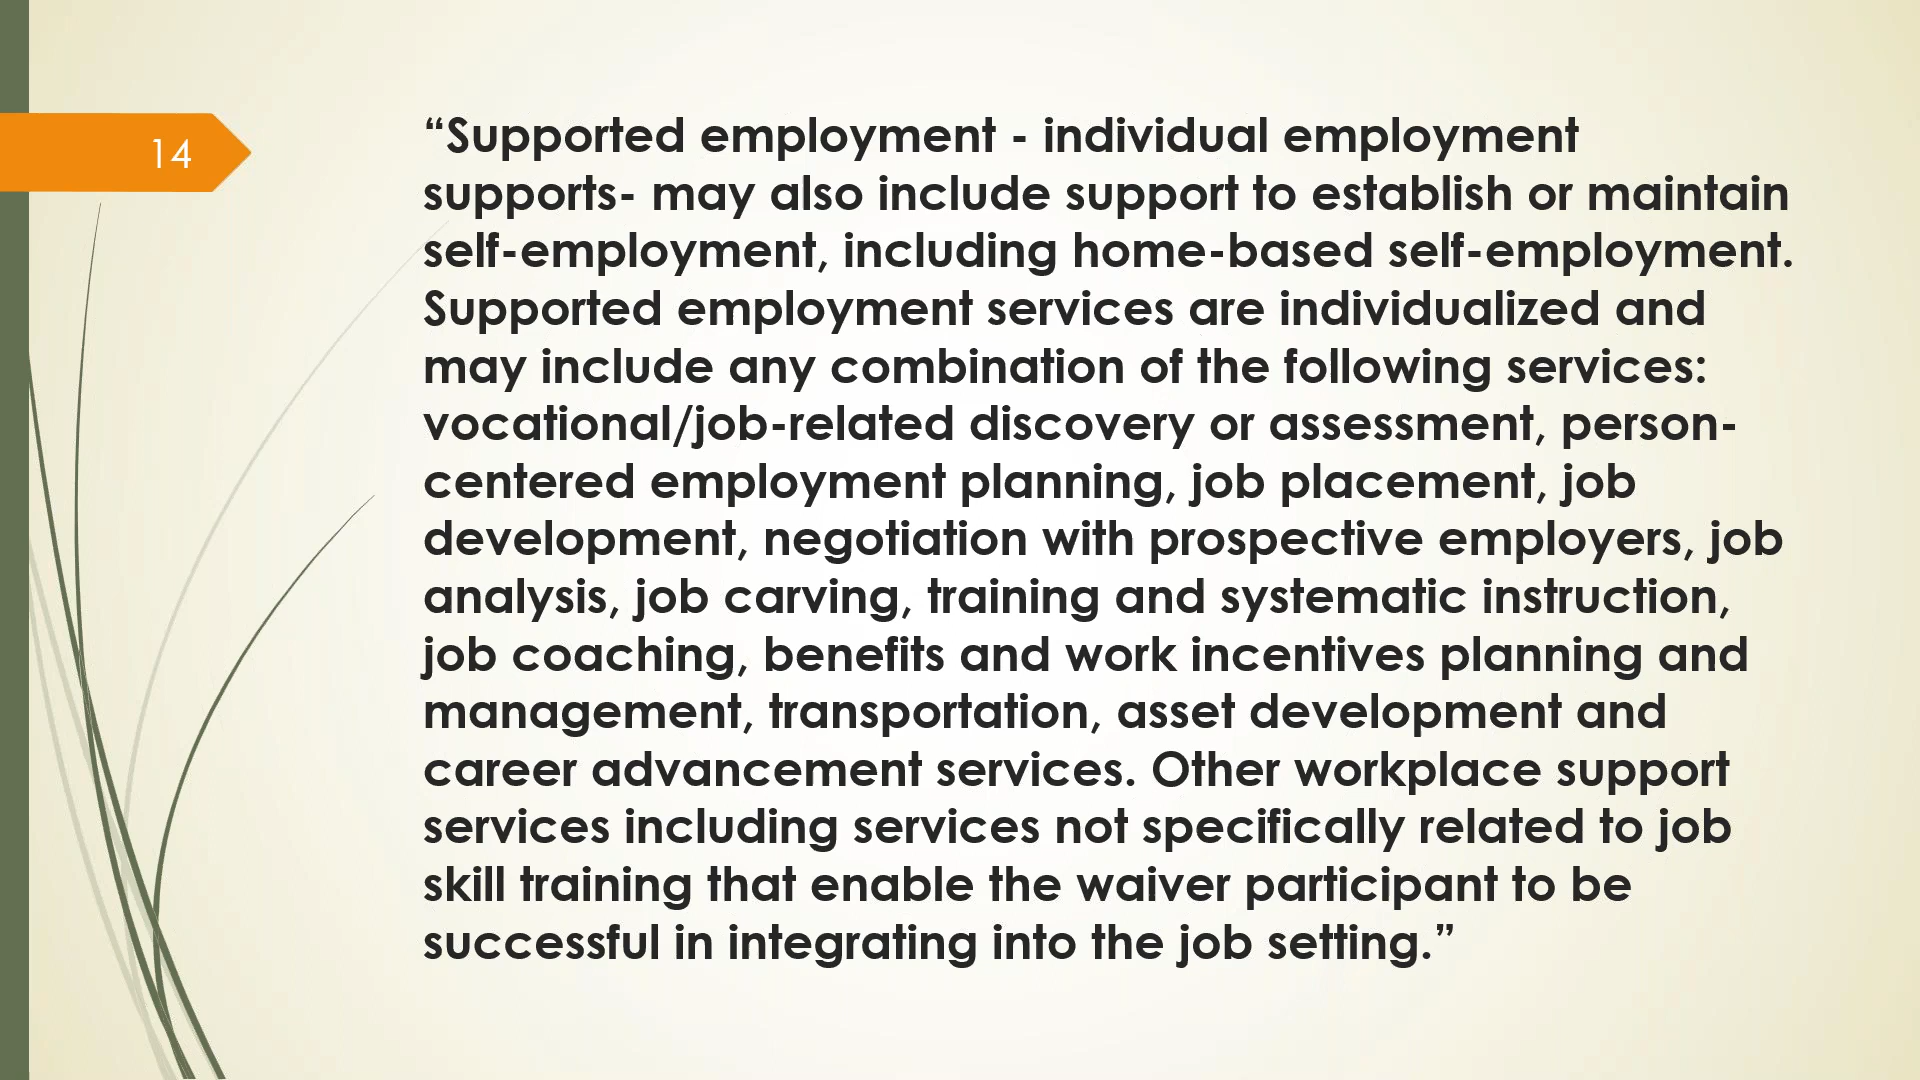 14
“Supported employment - individual employment
supports- may also include support to establish or maintain
self-employment, including home-based self-employment.
Supported employment services are individualized and
may include any combination of the following services:
vocational/job-related discovery or assessment, person-
centered employment planning, job placement, job
development, negotiation with prospective employers, job
analysis, job carving, training and systematic instruction,
job coaching, benefits and work incentives planning and
management, transportation, asset development and
career advancement services. Other workplace support
services including services not specifically related to job
skill training that enable the waiver participant to be
successful in integrating into the job setting.”